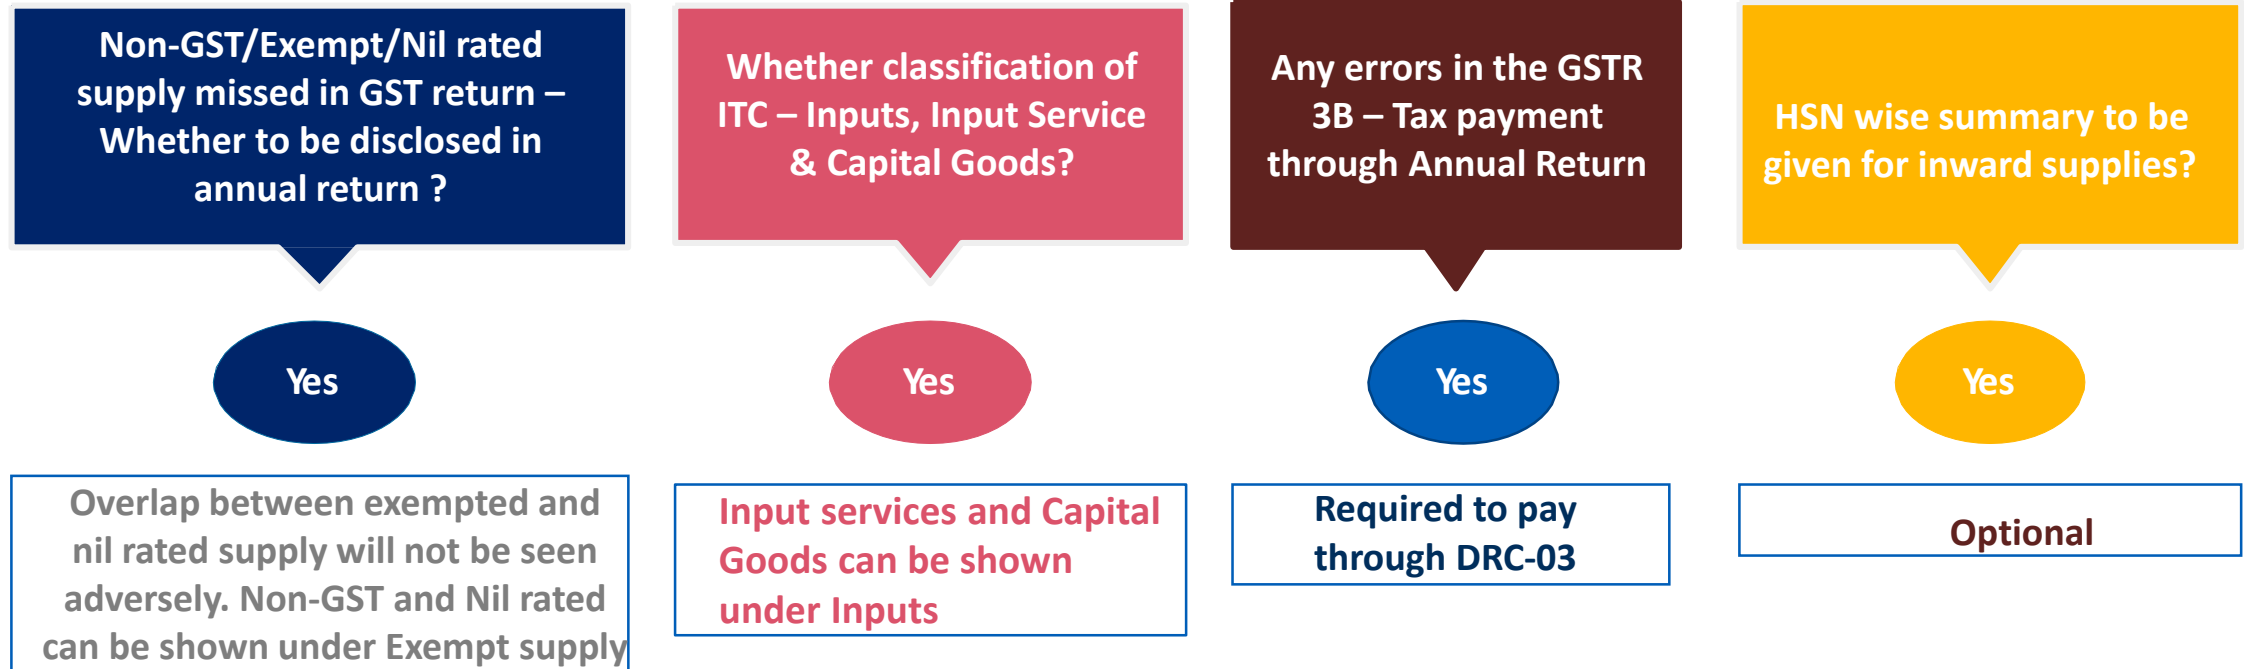 Non-GST/Exempt/Nil rated
supply missed in GST return –
Whether to be disclosed in
annual return ?
Yes
Overlap between exempted and
nil rated supply will not be seen
adversely. Non-GST and Nil rated
can be shown under Exempt supply
Whether classification of
ITC – Inputs, Input Service
& Capital Goods?
Yes
Input services and Capital
Goods can be shown
under Inputs
Any errors in the GSTR
3B – Tax payment
through Annual Return
Yes
Required to pay
through DRC-03
HSN wise summary to be
given for inward supplies?
Yes
Optional